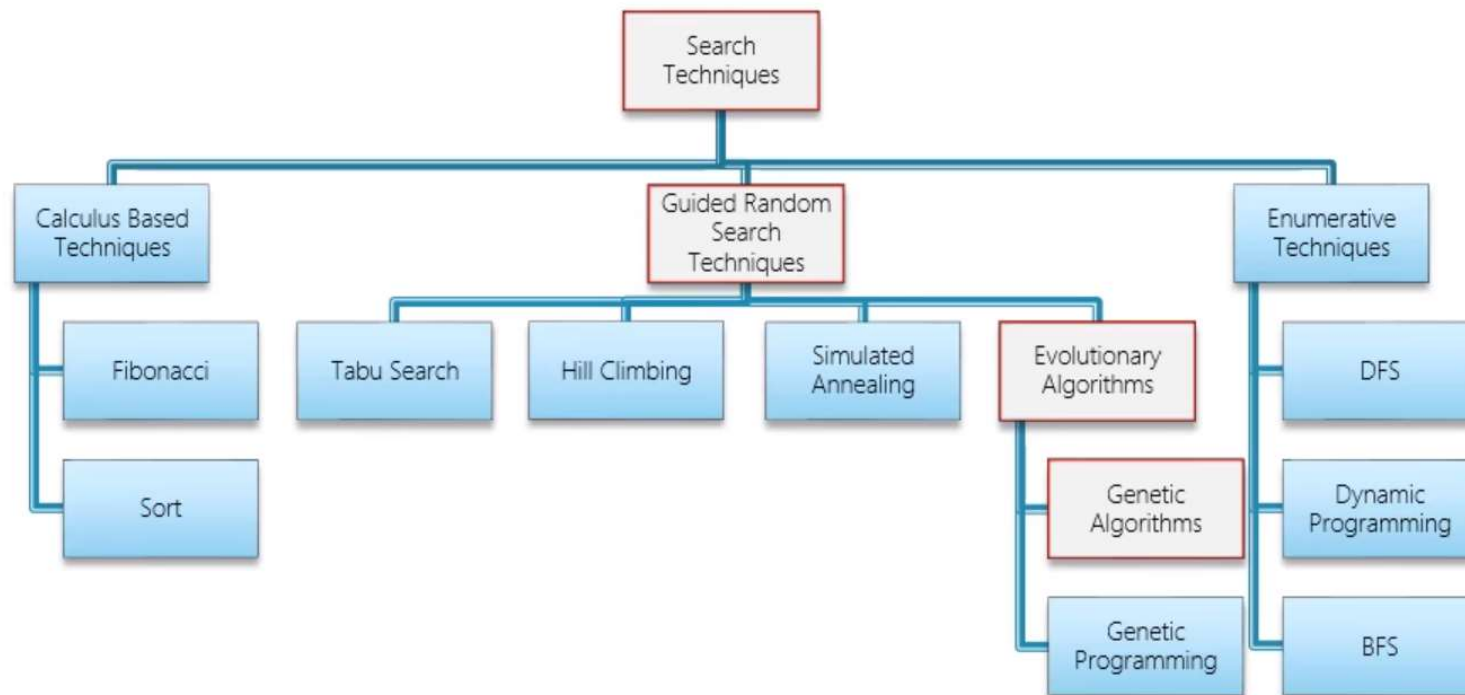 Search
Techniques
Calculus Based
Techniques
Guided Random
Search
Techniques
Enumerative
Techniques
Fibonacci
Tabu Search
Hill Climbing
Simulated
Annealing
Evolutionary
Algorithms
DFS
Sort
Genetic
Algorithms
Dynamic
Programming
Genetic
Programming
BFS